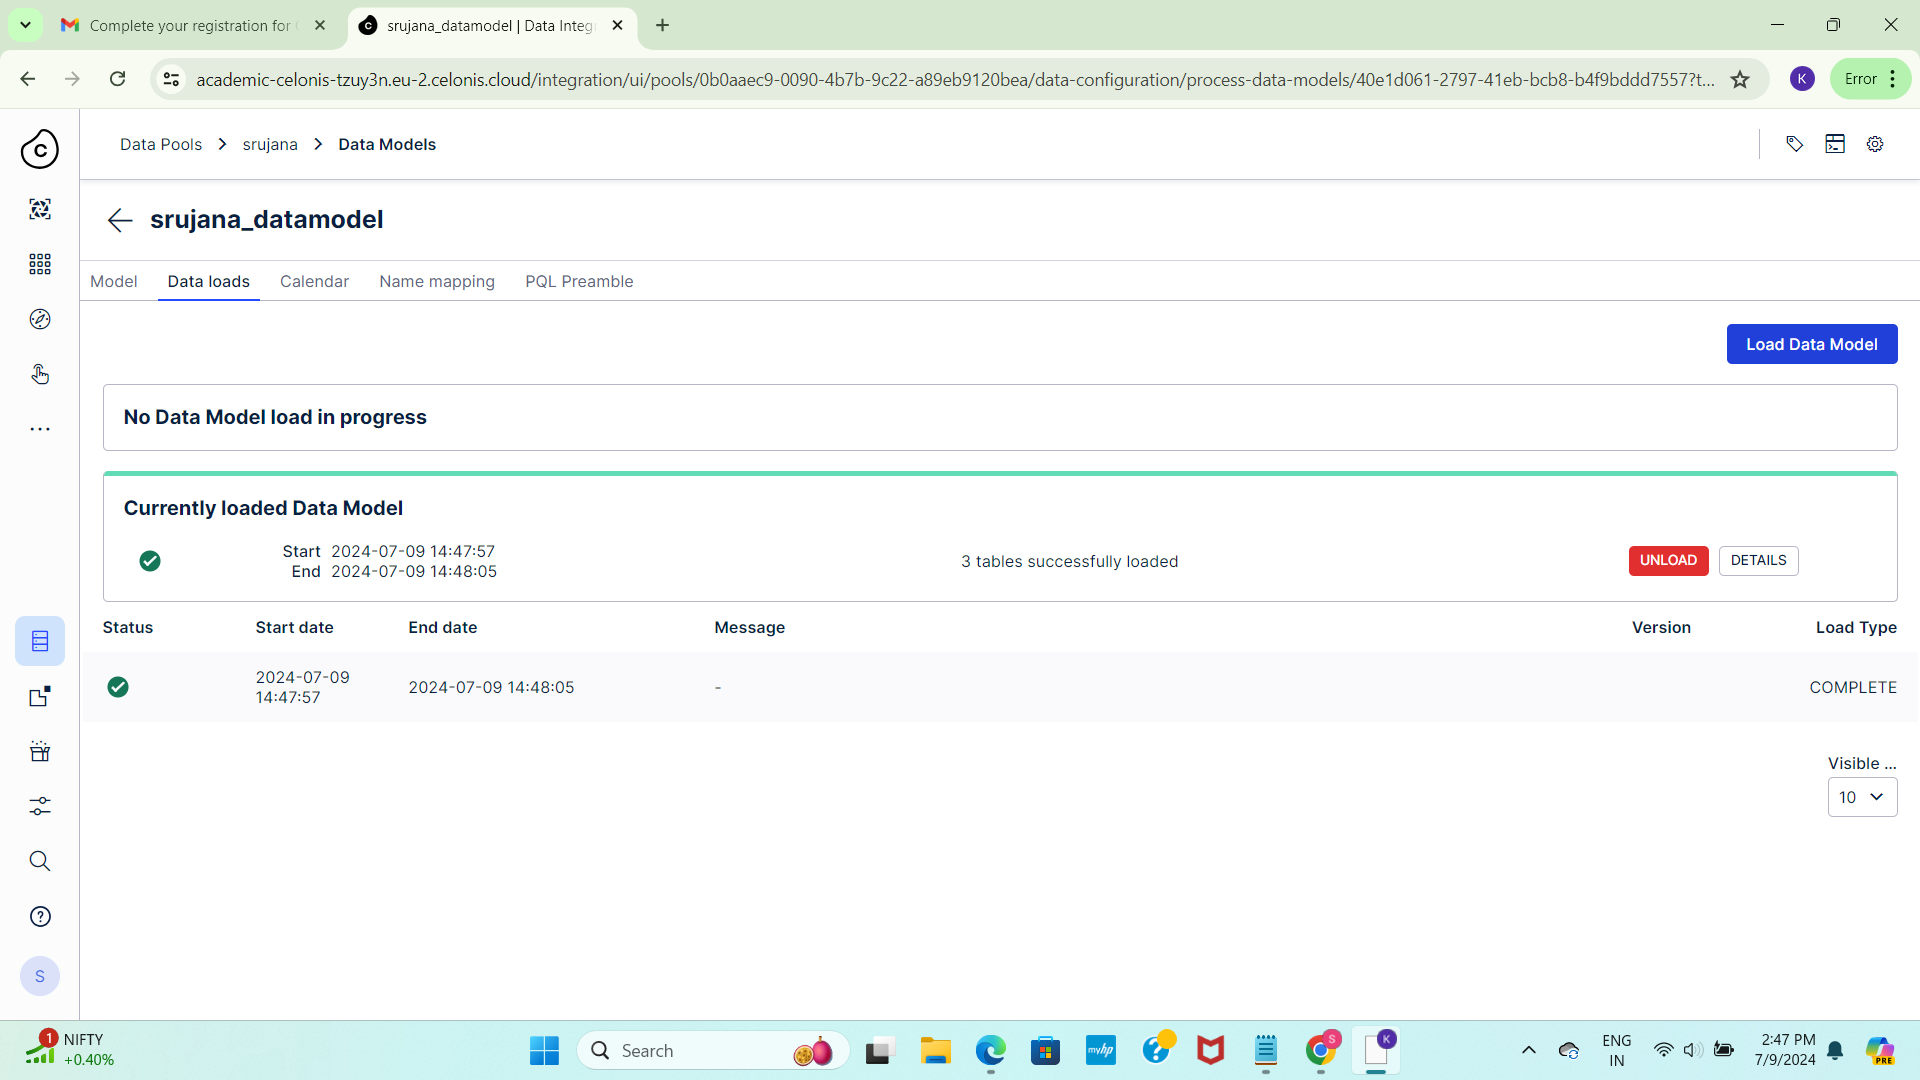 Complete your registration for
srujana_datamodel | Data Integ
academic-celonis-tzuy3n.eu-2.celonis.cloud/integration/ui/pools/0b0aaec9-0090-4b7b-9c22-a89eb9120bea/data-configuration/process-data-models/40e1d061-2797-41eb-bcb8-b4f9bddd7557?t...
K
Error
C
Data Pools > srujana > Data Models
srujana_datamodel
Model Data loads Calendar Name mapping PQL Preamble
Load Data Model
No Data Model load in progress
Currently loaded Data Model
Start 2024-07-09 14:47:57
End 2024-07-09 14:48:05
3 tables successfully loaded
UNLOAD DETAILS
Status Start date End date Message Version Load Type
2024-07-09
14:47:57
2024-07-09 14:48:05 - COMPLETE
Visible ...
10
S
1
NIFTY
+0.40%
Search
myhp
S
K
ENG
IN
2:47 PM
7/9/2024
PRE